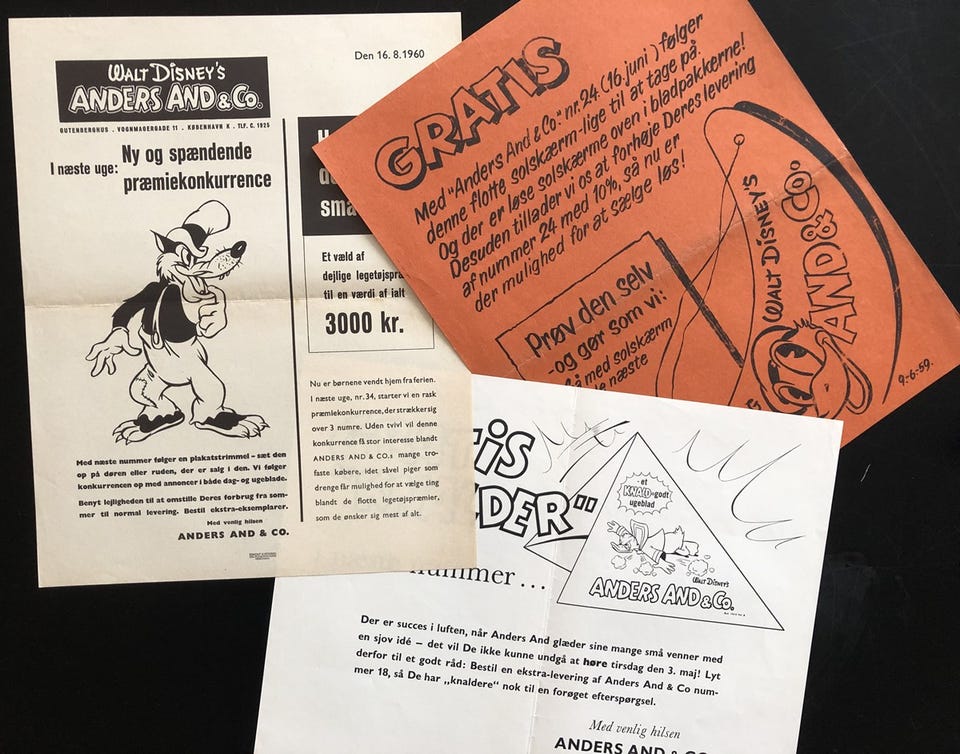 WALT DISNEY'S
ANDERS AND & Co.
GUTENBERGHUS . VOGNMAGERGADE 11 . KØBENHAVN K . TLF. C. 1925
Den 16. 8. 1960
I næste uge:
Ny og spændende
præmiekonkurrence
H
de
sma
Et væld af
dejlige legetøjspræ
til en værdi af ialt
3000 kr.
Nu er børnene vendt hjem fra ferien.
I næste uge, nr. 34, starter vi en rask
præmiekonkurrence, der strækker sig
over 3 numre. Uden tvivl vil denne
konkurrence få stor interesse blandt
ANDERS AND & CO.s mange tro-
faste købere, idet såvel piger som
drenge får mulighed for at vælge ting
blandt de flotte legetøjspræmier,
som de ønsker sig mest af alt.
Med næste nummer følger en plakatstrimmel – sæt den
op på døren eller ruden, der er salg i den. Vi følger
konkurrencen op med annoncer i både dag- og ugeblade.
Benyt lejligheden til at omstille Deres forbrug fra som-
mer til normal levering. Bestil ekstra-eksemplarer.
Med venlig hilsen
ANDERS AND & CO.
GRATIS
Med "Anders And & Co." nr. 24 (16. juni) følger
denne flotte solskærm - lige til at tage på.
Og der er løse solskærme oven i bladpakkerne!
Desuden tillader vi os at forhøje Deres levering
af nummer 24 med 10%, så nu er
der mulighed for at sælge løs!
Prøv den selv
-og gør som vi:
Gå med solskærm
næste
WALT DISNEY'S
AND & Co.
9-6-59.
TIS
LDER"
nummer...
et
KNALD-godt
ugeblad
WALT DISNEY'S
ANDERS AND & Co.
Der er succes i luften, når Anders And glæder sine mange små venner med
en sjov idé – det vil De ikke kunne undgå at høre tirsdag den 3. maj! Lyt
derfor til et godt råd: Bestil en ekstra-levering af Anders And & Co num-
mer 18, så De har „knaldere" nok til en forøget efterspørgsel.
Med venlig hilsen
ANDERS AND & CO